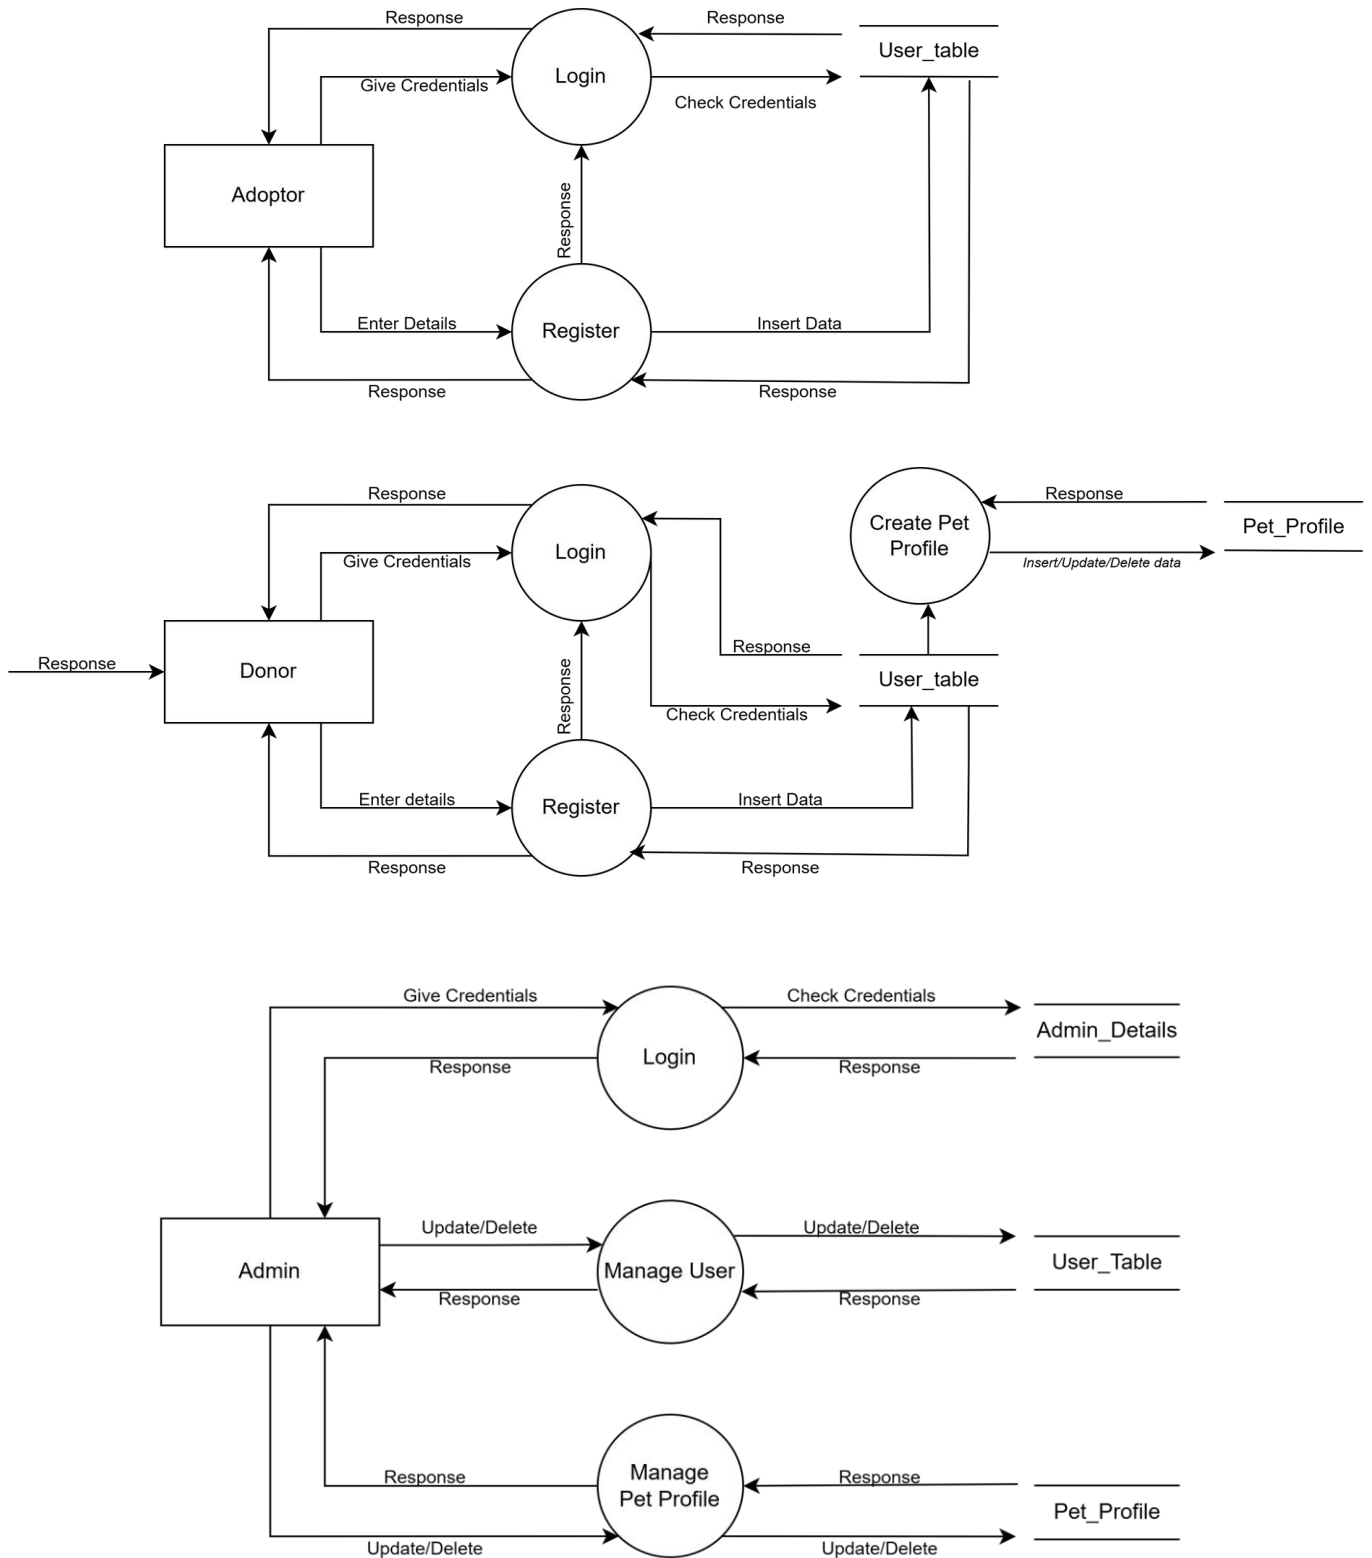 Response
Response
User_table
Login
Give Credentials
Check Credentials
Adoptor
Response
Enter Details
Register
Insert Data
Response
Response
Response
Create Pet
Profile
Response
Pet_Profile
Login
Give Credentials
Insert/Update/Delete data
Response
Donor
Response
Response
User_table
Check Credentials
Enter details
Register
Insert Data
Response
Response
Give Credentials
Check Credentials
Admin_Details
Login
Response
Response
Update/Delete
Update/Delete
Admin
Manage User
User_Table
Response
Response
Manage
Pet Profile
Response
Response
Pet_Profile
Update/Delete
Update/Delete